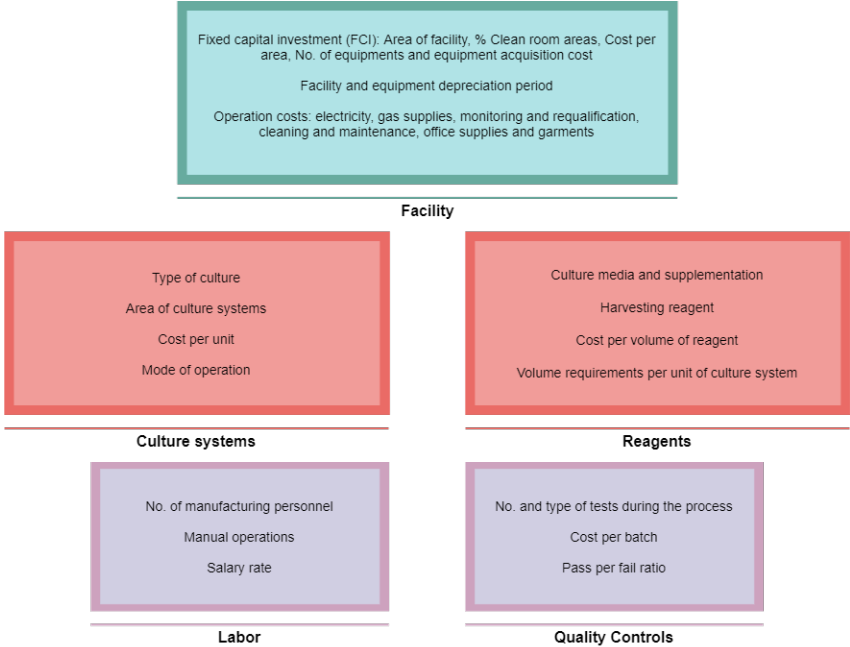 Fixed capital investment (FCI): Area of facility, % Clean room areas, Cost per
area, No. of equipments and equipment acquisition cost
Facility and equipment depreciation period
Operation costs: electricity, gas supplies, monitoring and requalification,
cleaning and maintenance, office supplies and garments
Facility
Type of culture
Area of culture systems
Cost per unit
Mode of operation
Culture systems
Culture media and supplementation
Harvesting reagent
Cost per volume of reagent
Volume requirements per unit of culture system
Reagents
No. of manufacturing personnel
Manual operations
Salary rate
Labor
No. and type of tests during the process
Cost per batch
Pass per fail ratio
Quality Controls